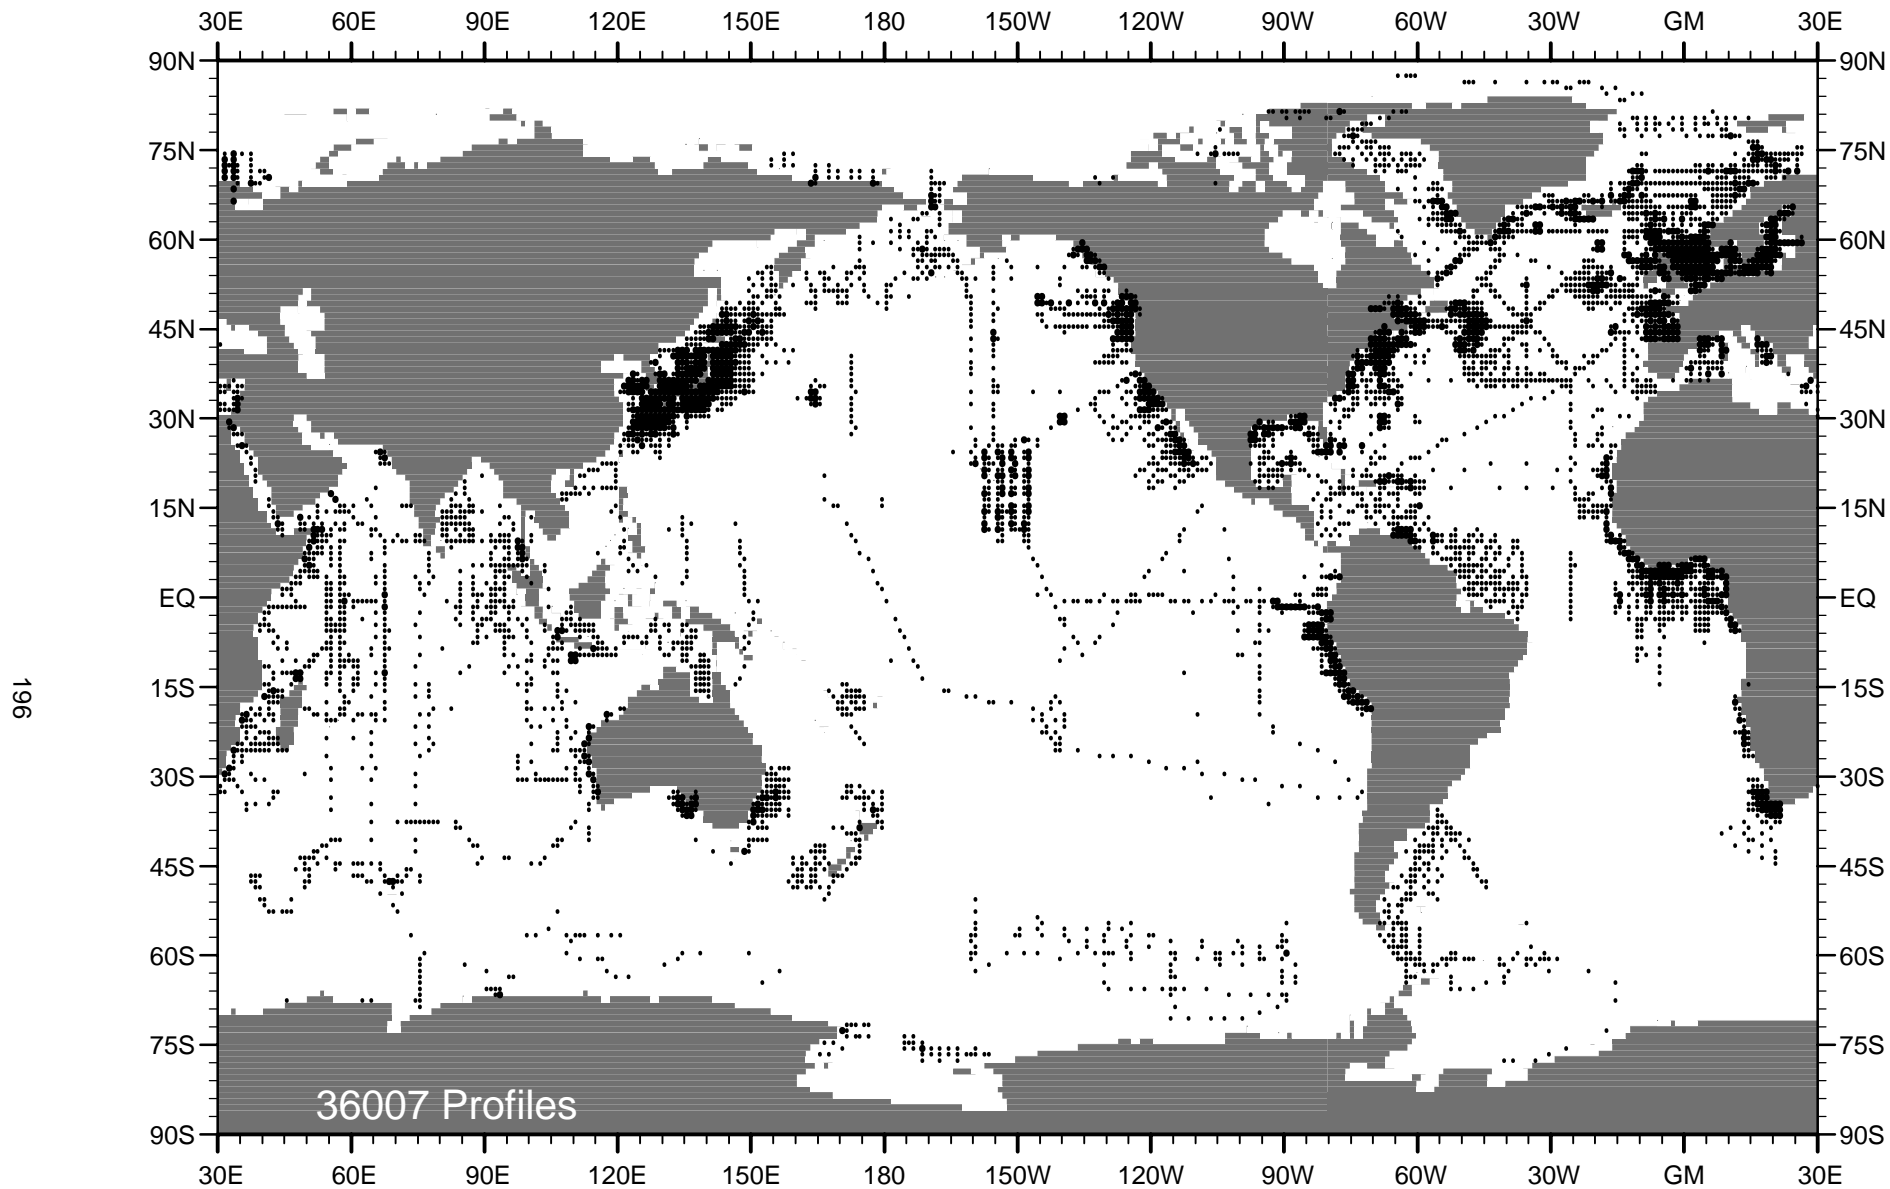 30E 60E 90E 120E 150E 180 150W 120W 90W 60W 30W GM 30E
90N 90N
75N 75N
60N 60N
45N 45N
30N 30N
15N 15N
EQ EQ
15S 15S
196
30S 30S
45S 45S
60S 60S
75S 75S
36007 Profiles
90S 90S
30E 60E 90E 120E 150E 180 150W 120W 90W 60W 30W GM 30E